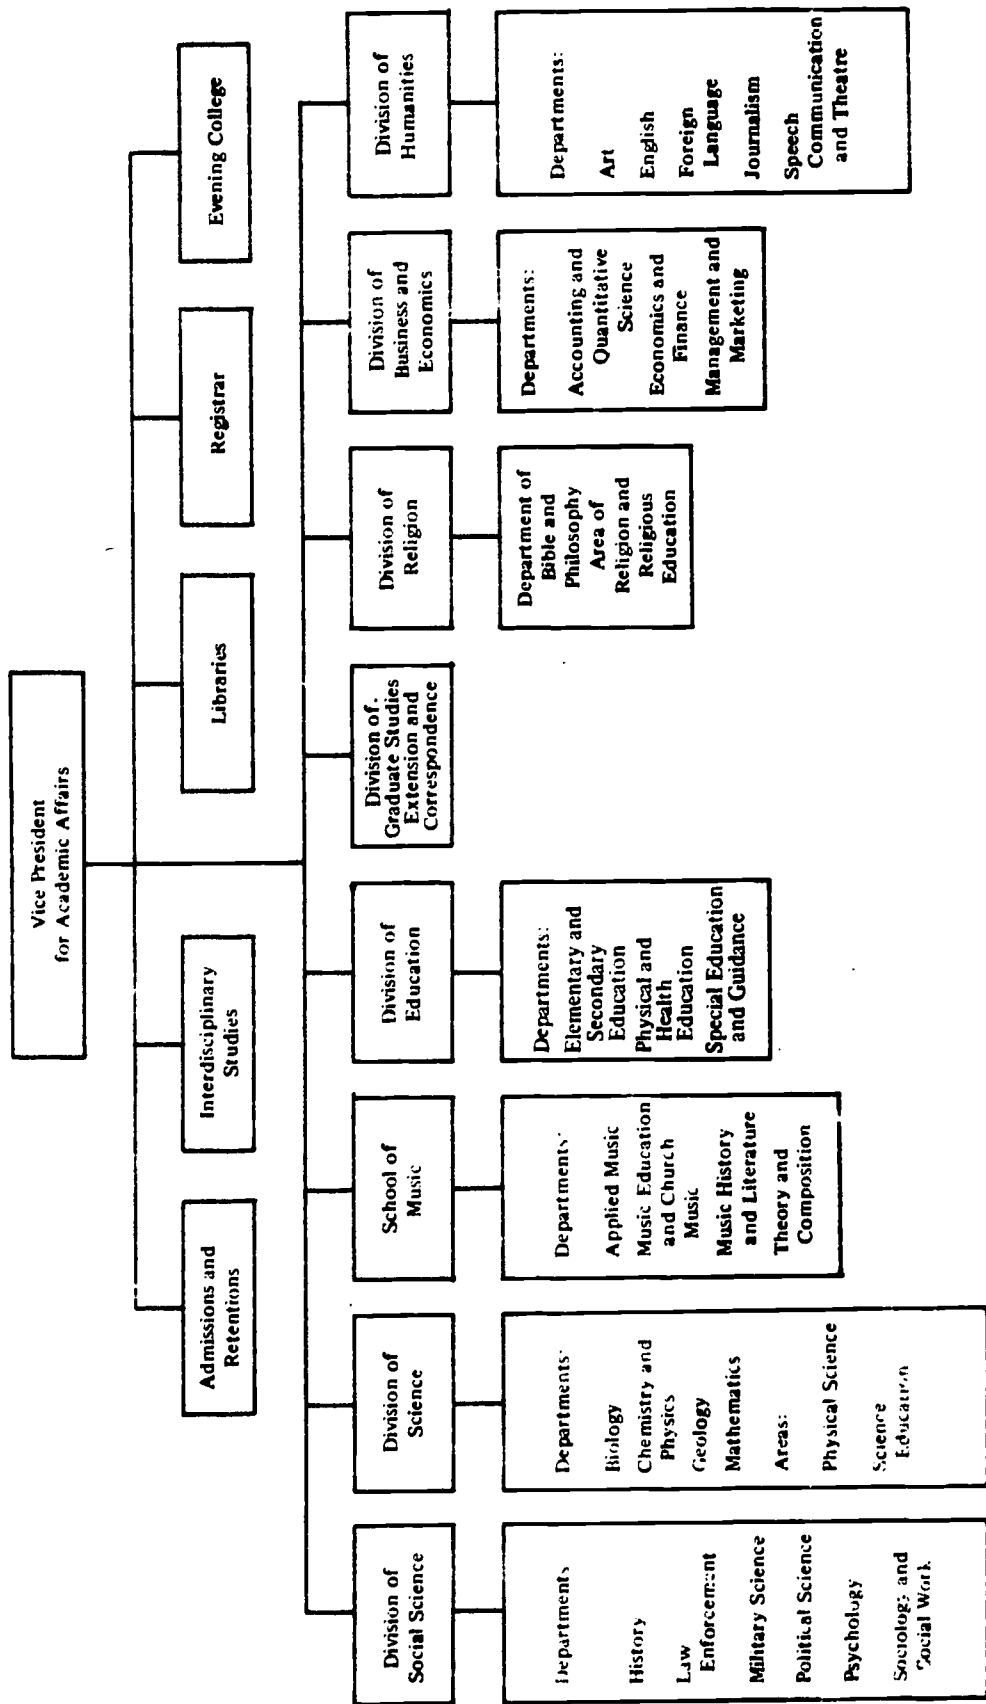 Vice President
for Academic Affairs
Admissions and
Retentions
Interdisciplinary
Studies
Libraries
Registrar
Evening College
Division of
Social Science
Division of
Science
School of
Music
Division of
Education
Division of.
Graduate Studies
Extension and
Correspondence
Division of
Religion
Division of
Business and
Economics
Division of
Humanities
Departments
History
Law
Enforcement
Military Science
Political Science
Psychology
Sociology and
Social Work
Departments·
Biology
Chemistry and
Physics
Geology
Mathematics
Areas:
Physical Science
Science
Education
Departments·
Applied Music
Music Education
and Church
Music
Music History
and Literature
Theory and
Composition
Departments:
Elementary and
Secondary
Education
Physical and
Health
Education
Special Education
and Guidance
Department of
Bible and
Philosophy
Area of
Religion and
Religious
Education
Departments:
Accounting and
Quantitative
Science
Economics and
Finance
Management and
Marketing
Departments:
Art
English
Foreign
Language
Journalism
Speech
Communication
and Theatre